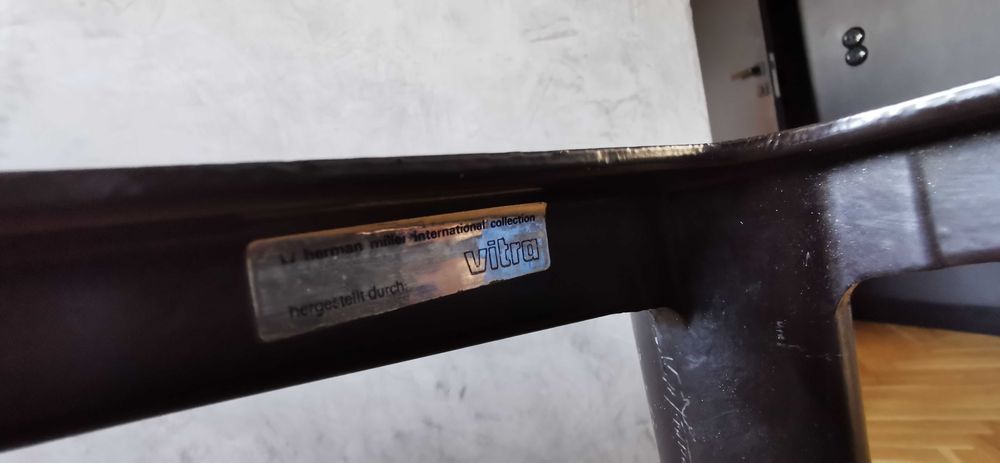 herman miller international collection
vitra
hergestellt durch: